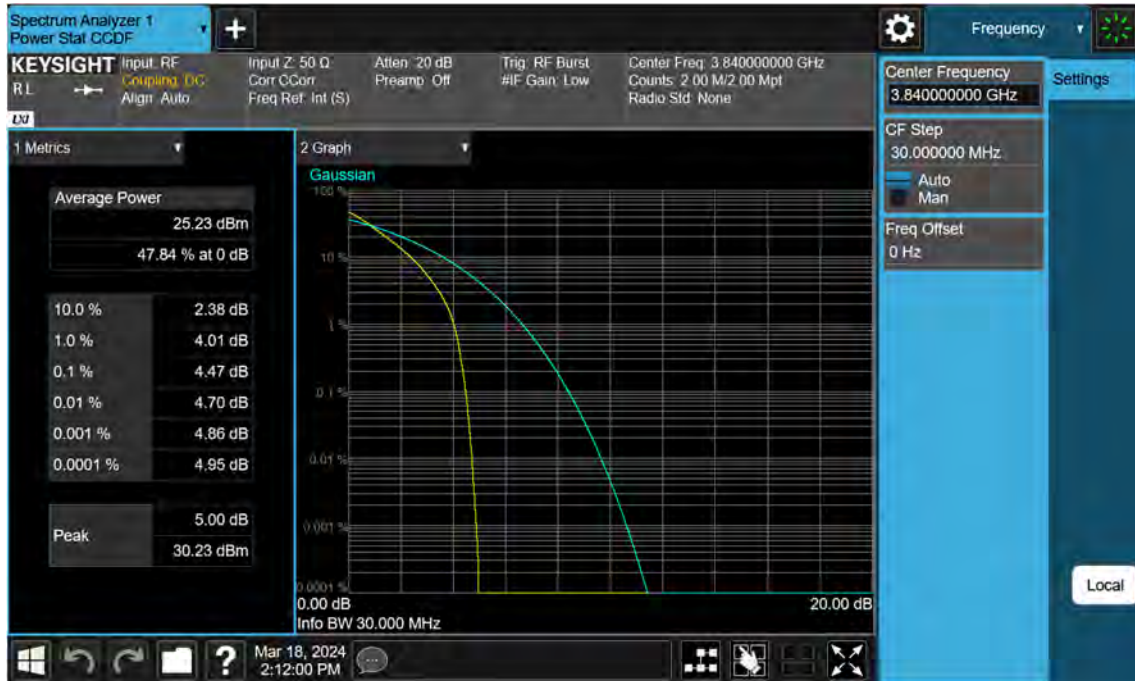 Spectrum Analyzer 1
Power Stat CCDF
+
Frequency
KEYSIGHT
RL
LXI
Input: RF
Coupling: DC
Align: Auto
Input Z: 50 Ω
Corr CCorr
Freq Ref: Int (S)
Atten: 20 dB
Preamp: Off
Trig: RF Burst
#IF Gain: Low
Center Freq: 3.840000000 GHz
Counts: 2.00 M/2.00 Mpt
Radio Std: None
Center Frequency
3.840000000 GHz
Settings
CF Step
30.000000 MHz
Auto
Man
Freq Offset
0 Hz
1 Metrics
Average Power
25.23 dBm
47.84 % at 0 dB
10.0 % 2.38 dB
1.0 % 4.01 dB
0.1 % 4.47 dB
0.01 % 4.70 dB
0.001 % 4.86 dB
0.0001 % 4.95 dB
Peak
5.00 dB
30.23 dBm
2 Graph
Gaussian
100 %
10 %
1 %
0.1 %
0.01 %
0.001 %
0.0001 %
0.00 dB 20.00 dB
Info BW 30.000 MHz
Local
?
Mar 18, 2024
2:12:00 PM